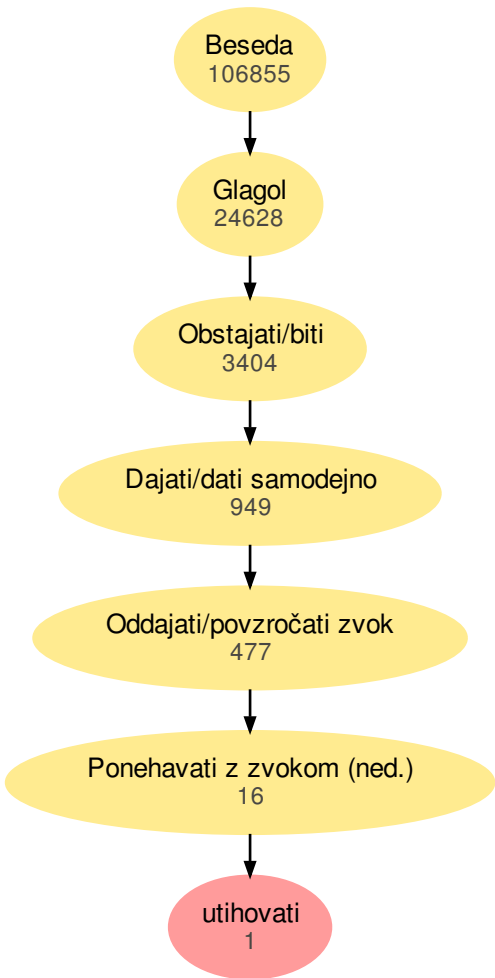 Beseda
106855
Glagol
24628
Obstajati/biti
3404
Dajati/dati samodejno
949
Oddajati/povzročati zvok
477
Ponehavati z zvokom (ned.)
16
utihovati
1